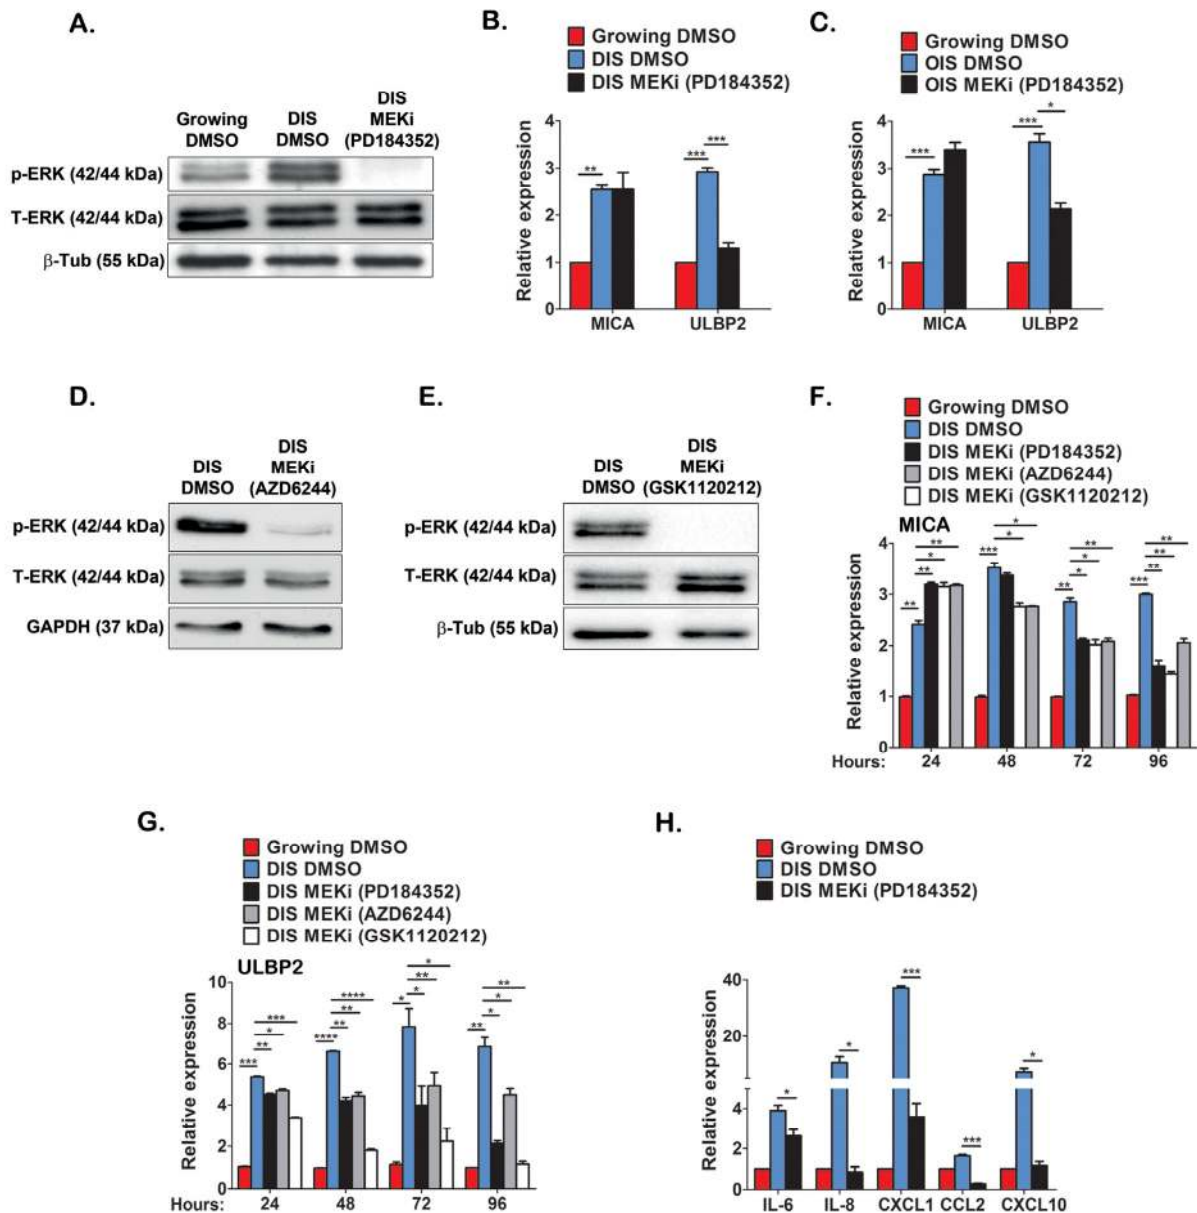 A.
Growing
DMSO
DIS
DMSO
DIS
MEKi
(PD184352)
p-ERK (42/44 kDa)
T-ERK (42/44 kDa)
β-Tub (55 kDa)
B.
Growing DMSO
DIS DMSO
DIS MEKi (PD184352)
Relative expression
4
3
2
1
0
**
***
***
MICA
ULBP2
C.
Growing DMSO
OIS DMSO
OIS MEKi (PD184352)
Relative expression
4
3
2
1
0
***
***
*
MICA
ULBP2
D.
DIS
DMSO
DIS
MEKi
(AZD6244)
p-ERK (42/44 kDa)
T-ERK (42/44 kDa)
GAPDH (37 kDa)
E.
DIS
DMSO
DIS
MEKi
(GSK1120212)
p-ERK (42/44 kDa)
T-ERK (42/44 kDa)
β-Tub (55 kDa)
F.
Growing DMSO
DIS DMSO
DIS MEKi (PD184352)
DIS MEKi (AZD6244)
DIS MEKi (GSK1120212)
MICA
Relative expression
4
3
2
1
0
**
*
**
**
*
*
***
**
*
*
**
**
**
**
***
Hours: 24 48 72 96
G.
Growing DMSO
DIS DMSO
DIS MEKi (PD184352)
DIS MEKi (AZD6244)
DIS MEKi (GSK1120212)
ULBP2
Relative expression
10
8
6
4
2
0
***
*
**
***
****
**
**
****
*
**
*
*
**
*
*
**
Hours: 24 48 72 96
H.
Growing DMSO
DIS DMSO
DIS MEKi (PD184352)
Relative expression
40
20
4
2
0
*
*
***
***
*
IL-6 IL-8 CXCL1 CCL2 CXCL10